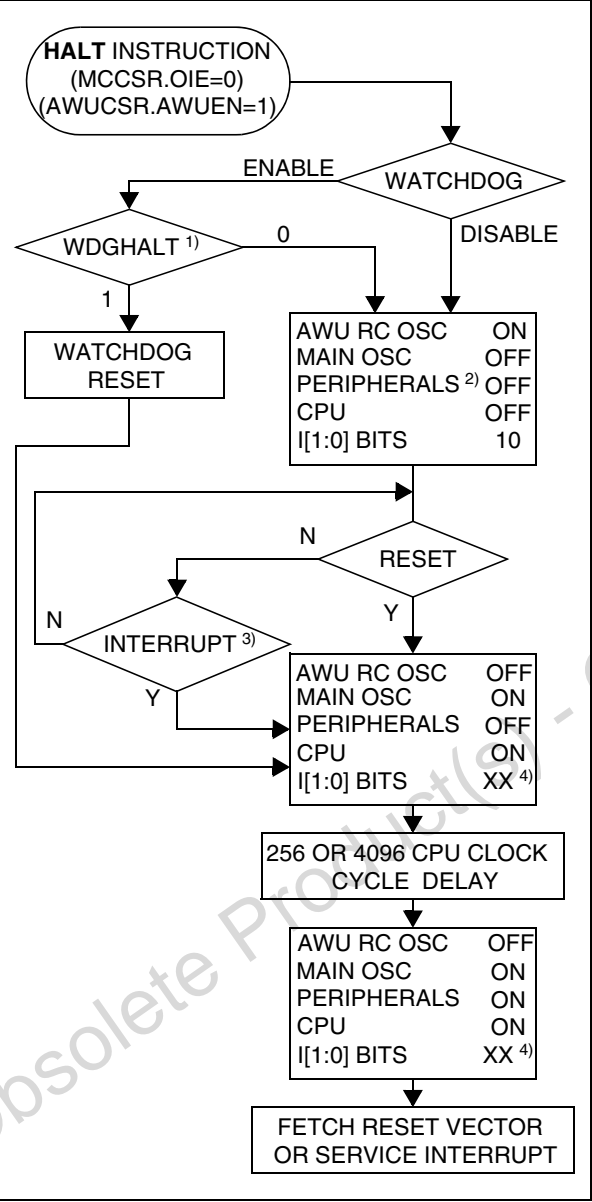 HALT INSTRUCTION
(MCCSR.OIE=0)
(AWUCSR.AWUEN=1)
ENABLE
WATCHDOG
WDGHALT 1)
0
DISABLE
1
WATCHDOG
RESET
AWU RC OSC ON
MAIN OSC OFF
PERIPHERALS 2) OFF
CPU OFF
I[1:0] BITS 10
N
RESET
Y
N
INTERRUPT 3)
Y
AWU RC OSC OFF
MAIN OSC ON
PERIPHERALS OFF
CPU ON
I[1:0] BITS XX 4)
256 OR 4096 CPU CLOCK
CYCLE DELAY
AWU RC OSC OFF
MAIN OSC ON
PERIPHERALS ON
CPU ON
I[1:0] BITS XX 4)
FETCH RESET VECTOR
OR SERVICE INTERRUPT
Obsolete Product(s) -